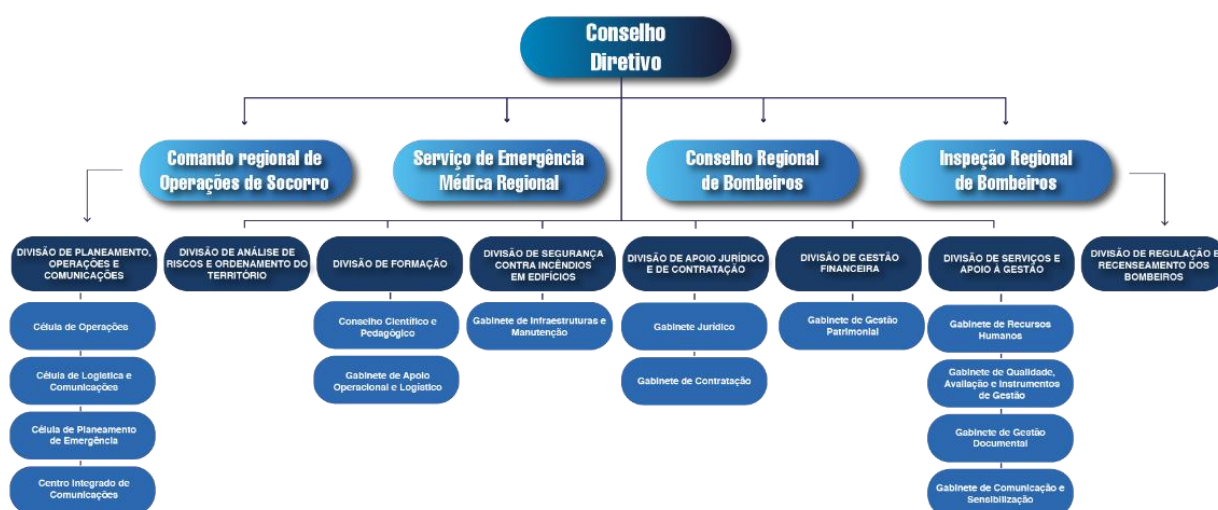 Conselho
Diretivo
Comando regional de
Operações de Socorro
Serviço de Emergência
Médica Regional
Conselho Regional
de Bombeiros
Inspeção Regional
de Bombeiros
DIVISÃO DE PLANEAMENTO,
OPERAÇÕES E
COMUNICAÇÕES
DIVISÃO DE ANÁLISE DE
RISCOS E ORDENAMENTO DO
TERRITÓRIO
DIVISÃO DE FORMAÇÃO
DIVISÃO DE SEGURANÇA
CONTRA INCÊNDIOS
EM EDIFÍCIOS
DIVISÃO DE APOIO JURÍDICO
E DE CONTRATAÇÃO
DIVISÃO DE GESTÃO
FINANCEIRA
DIVISÃO DE SERVIÇOS E
APOIO À GESTÃO
DIVISÃO DE REGULAÇÃO E
RECENSEAMENTO DOS
BOMBEIROS
Célula de Operações
Célula de Logística e
Comunicações
Célula de Planeamento
de Emergência
Centro Integrado de
Comunicações
Conselho Científico e
Pedagógico
Gabinete de Apoio
Operacional e Logístico
Gabinete de Infraestruturas e
Manutenção
Gabinete Jurídico
Gabinete de Contratação
Gabinete de Gestão
Patrimonial
Gabinete de Recursos
Humanos
Gabinete de Qualidade,
Avaliação e Instrumentos
de Gestão
Gabinete de Gestão
Documental
Gabinete de Comunicação e
Sensibilização